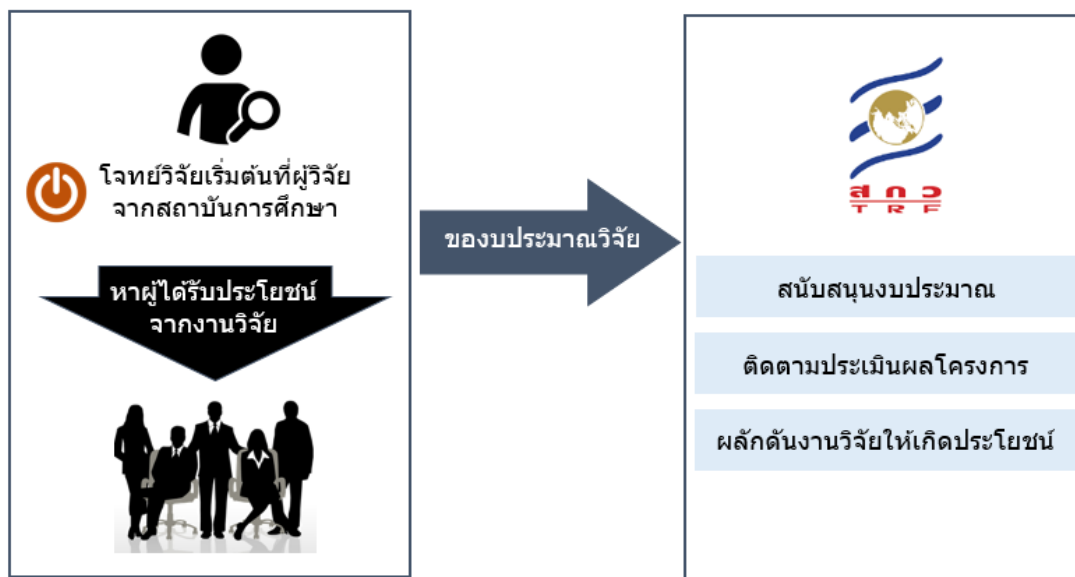 โจทย์วิจัยเริ่มต้นที่ผู้วิจัย
จากสถาบันการศึกษา
หาผู้ได้รับประโยชน์
จากงานวิจัย
ของบประมาณวิจัย
สกว
TRF
สนับสนุนงบประมาณ
ติดตามประเมินผลโครงการ
ผลักดันงานวิจัยให้เกิดประโยชน์